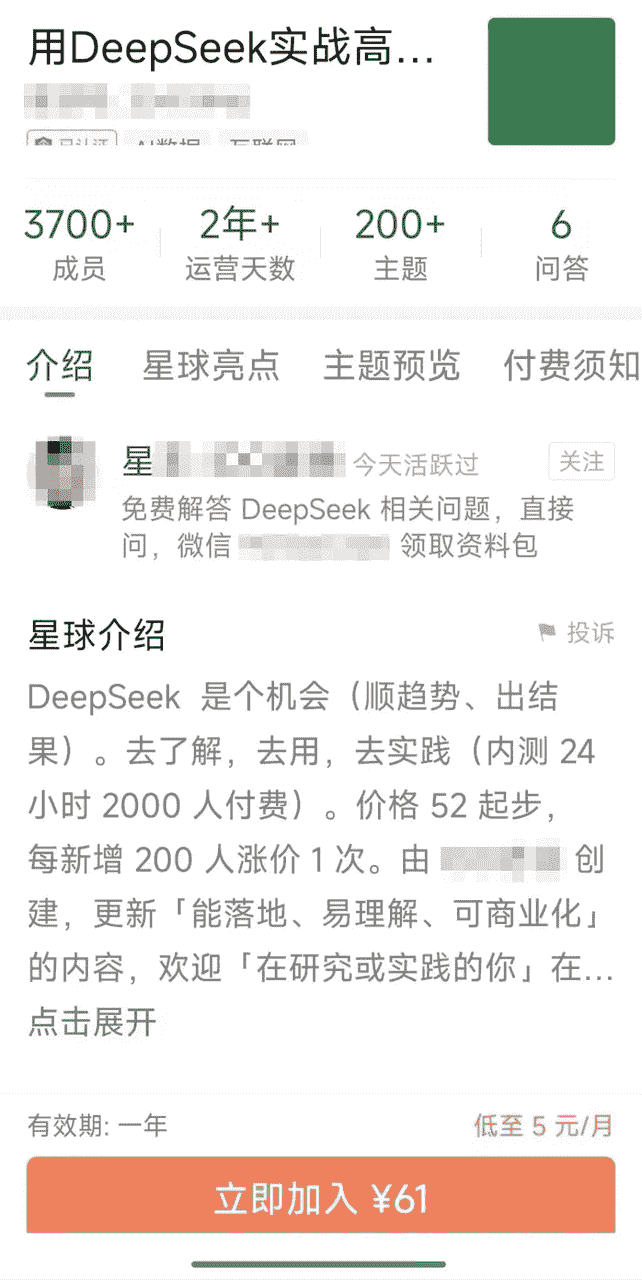 用DeepSeek实战高...
3700+ 2年+ 200+ 6
成员 运营天数 主题 问答
介绍 星球亮点 主题预览 付费须知
星 今天活跃过 关注
免费解答 DeepSeek 相关问题，直接
问，微信 领取资料包
星球介绍 投诉
DeepSeek 是个机会（顺趋势、出结
果）。去了解，去用，去实践（内测 24
小时 2000 人付费）。价格 52 起步，
每新增 200 人涨价 1 次。由 创
建，更新「能落地、易理解、可商业化」
的内容，欢迎「在研究或实践的你」在...
点击展开
有效期: 一年 低至 5 元/月
立即加入 ¥61